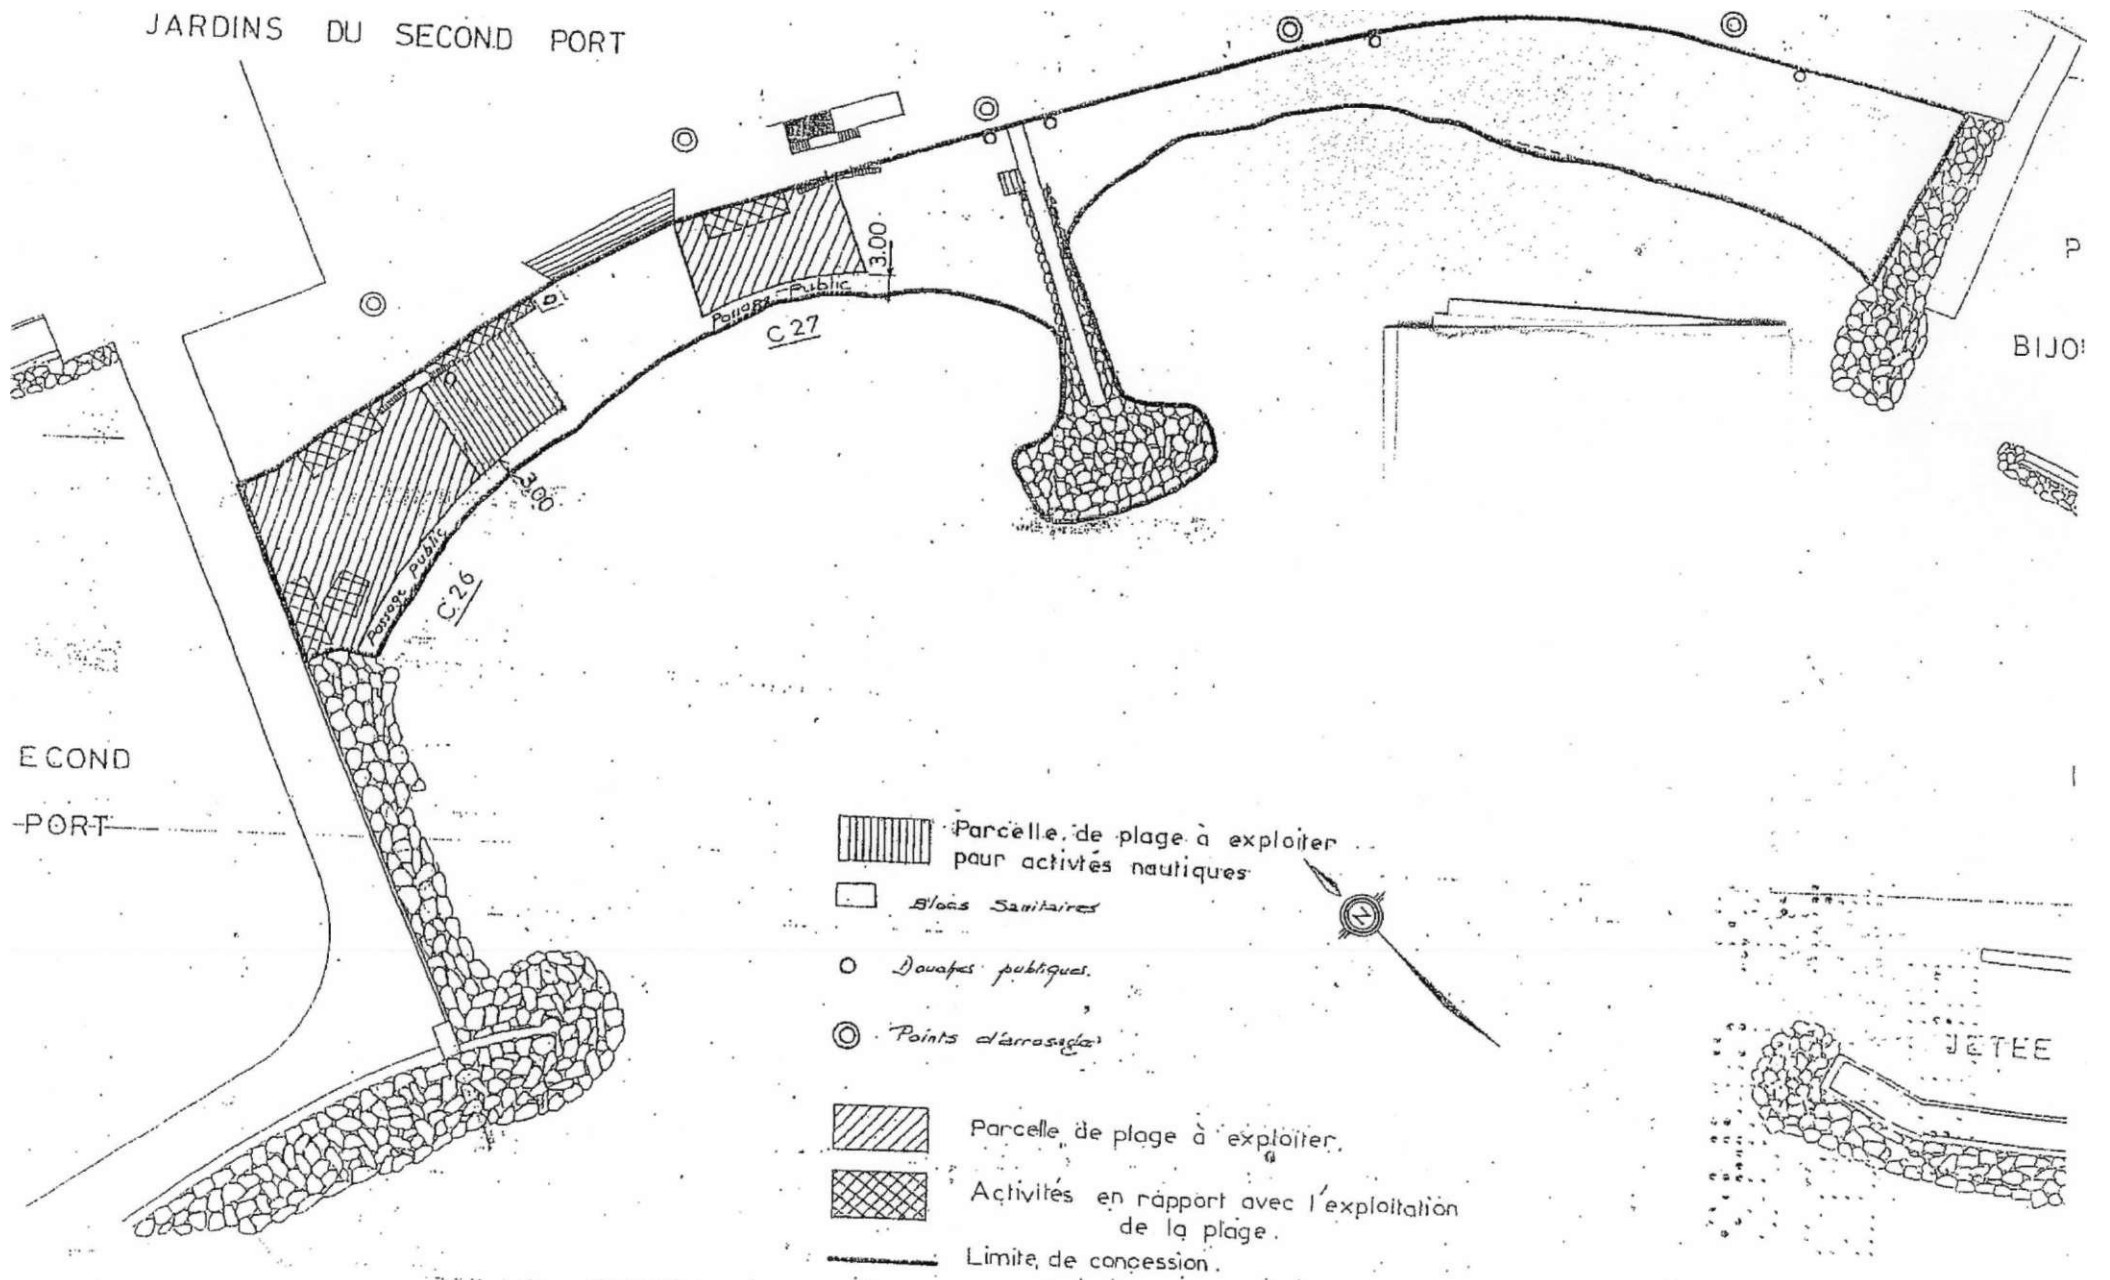 JARDINS DU SECOND PORT
3.00
Passage Public
C 27
P
BIJO
3.00
Passage public
C 26
ECOND
PORT
Parcelle de plage à exploiter
pour activtés nautiques
Blocs Sanitaires
N
Douches publiques.
Points d'arrosage
JETEE
Parcelle de plage à exploiter.
Activités en rapport avec l'exploitation
de la plage.
Limite de concession.